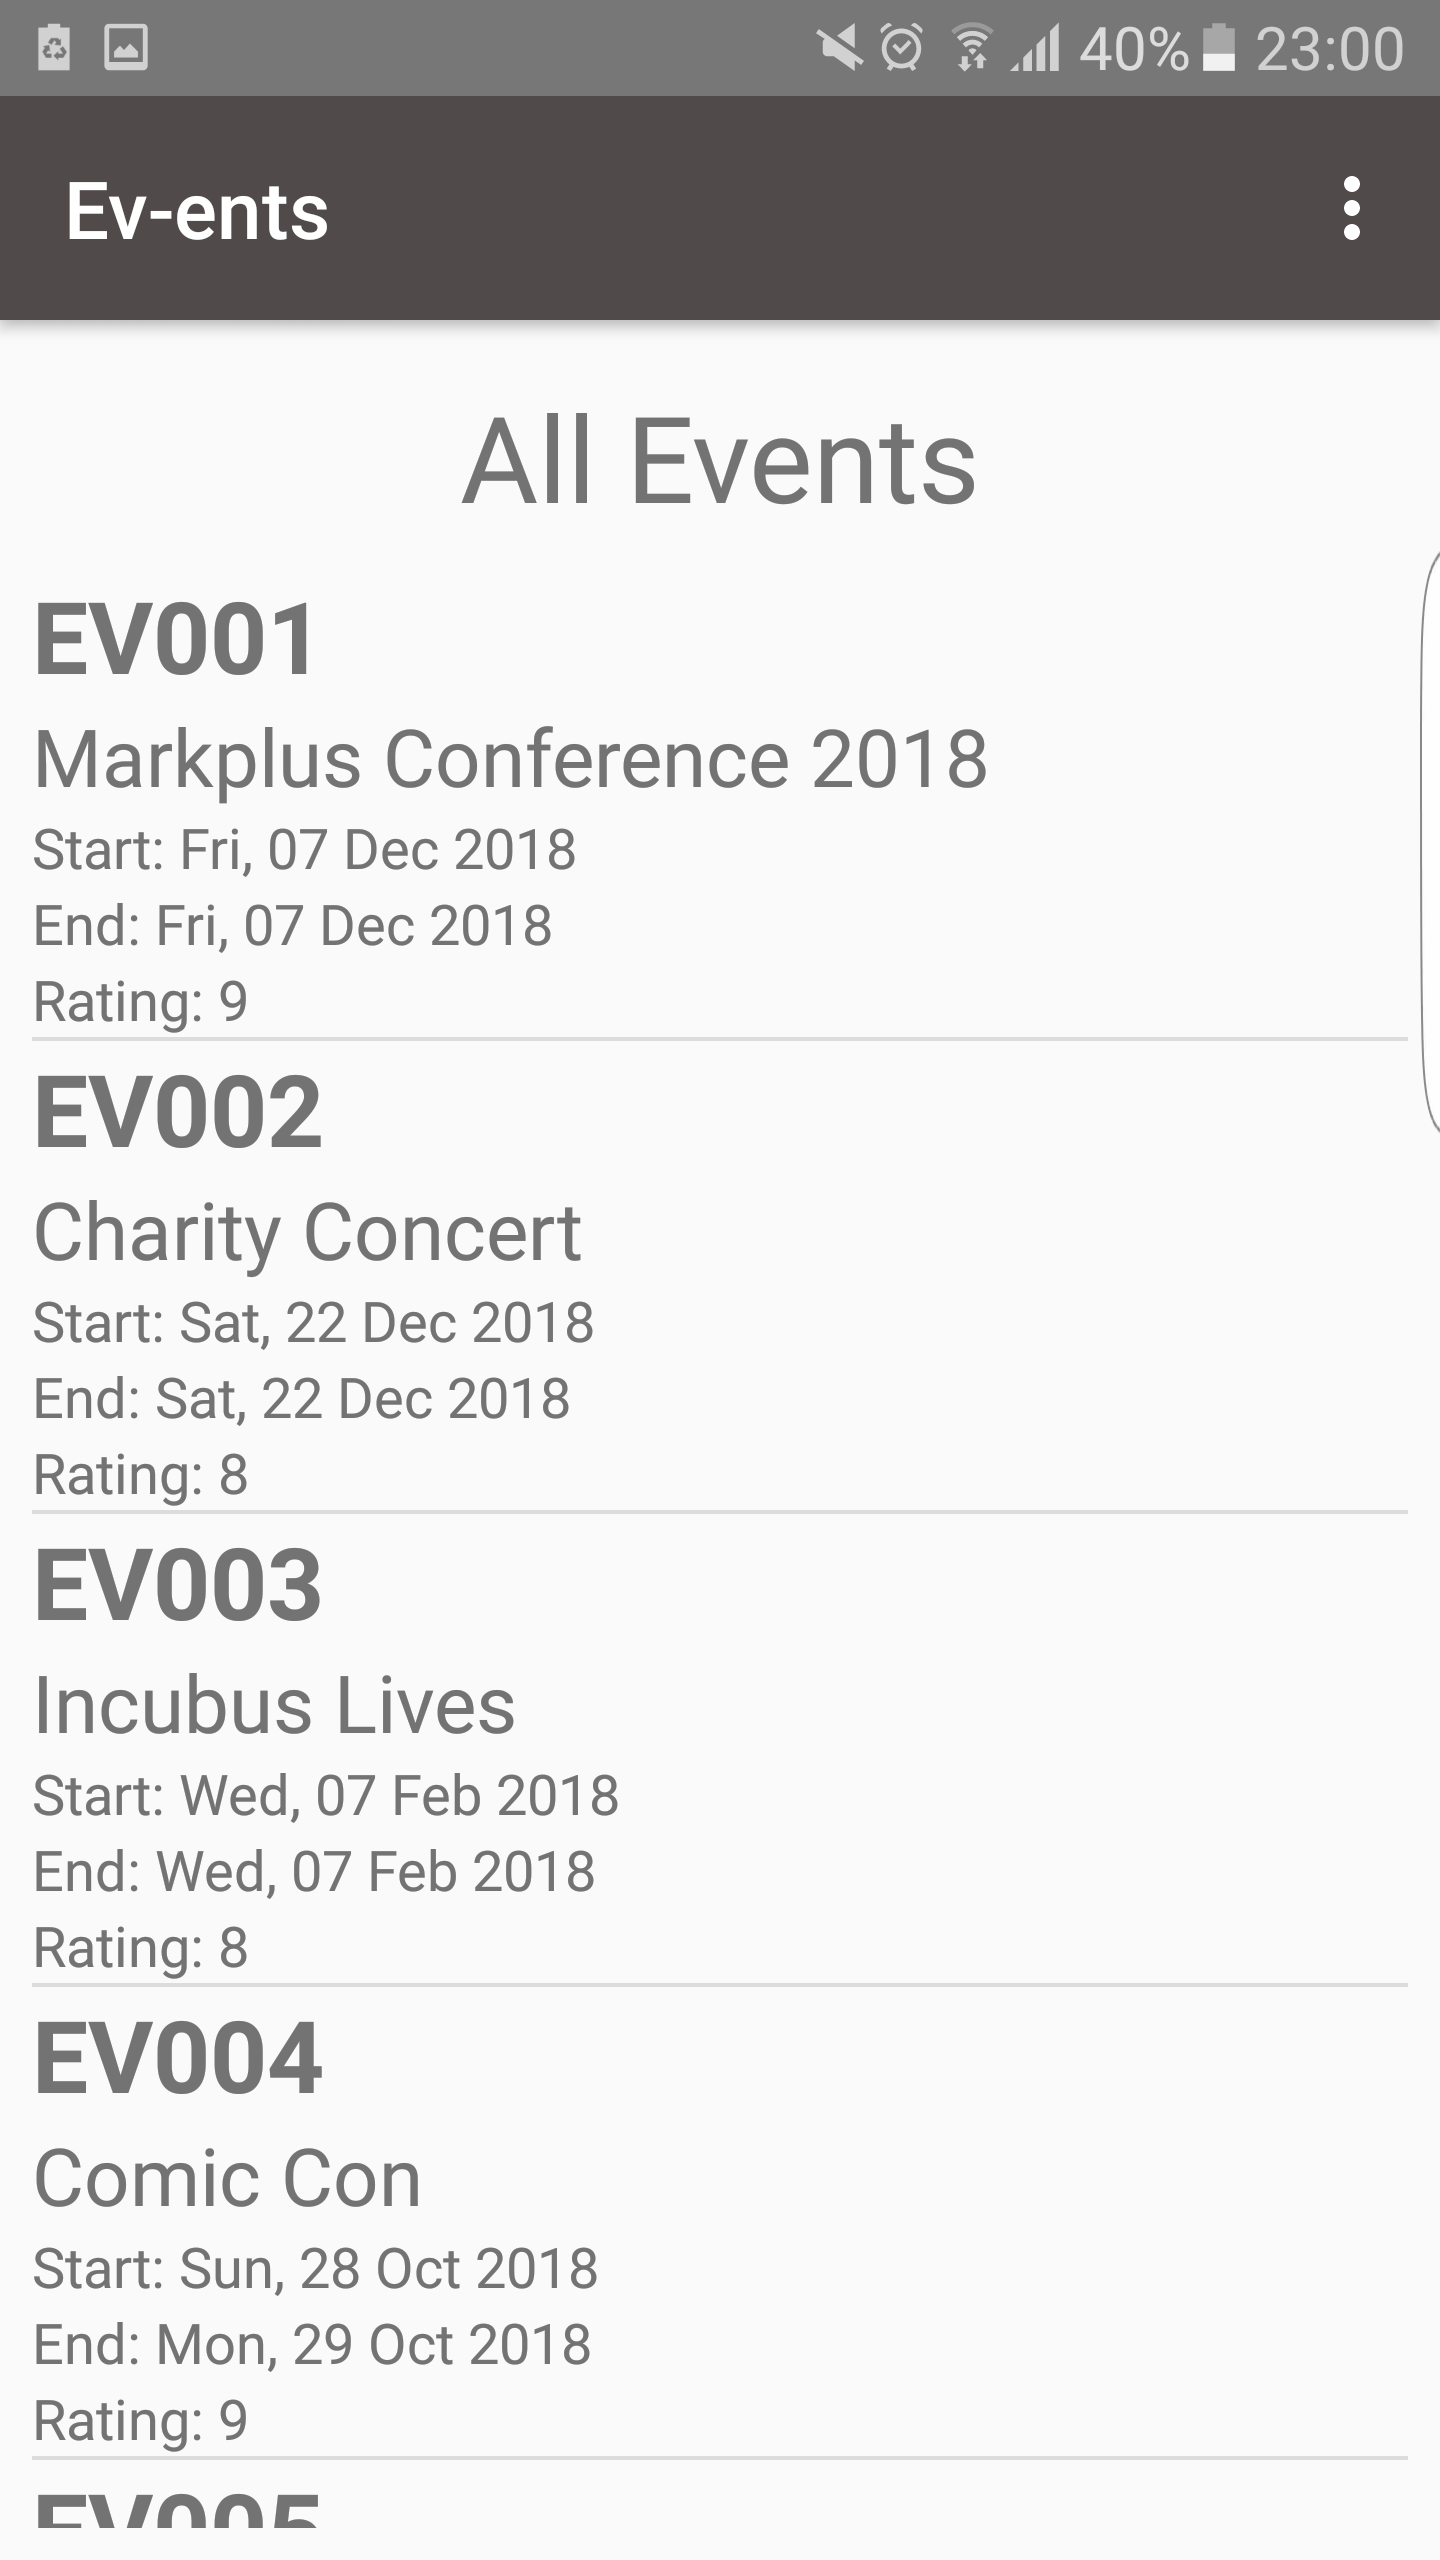 40% 23:00
Ev-ents
All Events
EV001
Markplus Conference 2018
Start: Fri, 07 Dec 2018
End: Fri, 07 Dec 2018
Rating: 9
EV002
Charity Concert
Start: Sat, 22 Dec 2018
End: Sat, 22 Dec 2018
Rating: 8
EV003
Incubus Lives
Start: Wed, 07 Feb 2018
End: Wed, 07 Feb 2018
Rating: 8
EV004
Comic Con
Start: Sun, 28 Oct 2018
End: Mon, 29 Oct 2018
Rating: 9
EV005